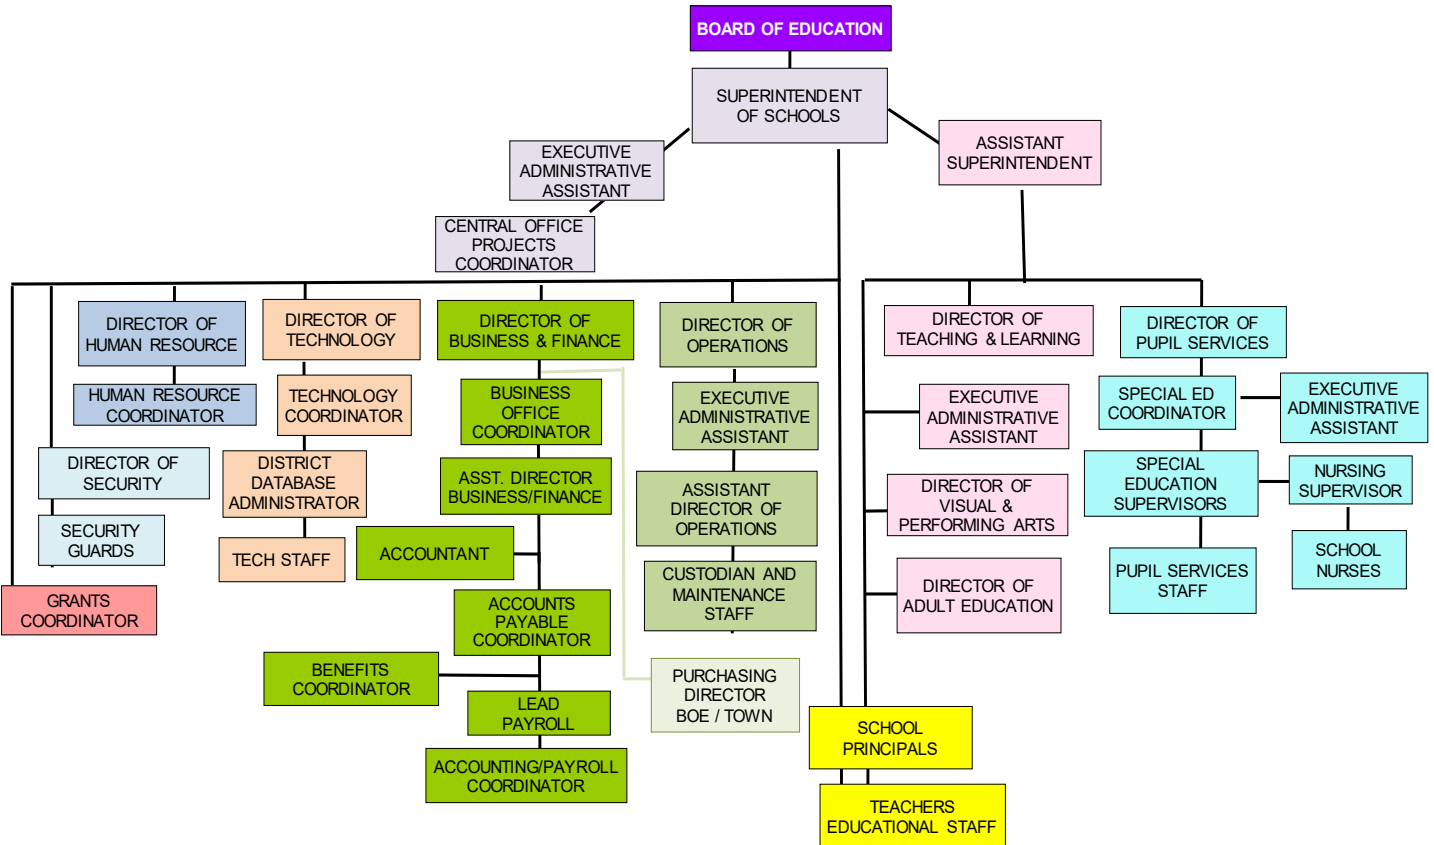 BOARD OF EDUCATION
SUPERINTENDENT
OF SCHOOLS
ASSISTANT
SUPERINTENDENT
EXECUTIVE
ADMINISTRATIVE
ASSISTANT
CENTRAL OFFICE
PROJECTS
COORDINATOR
DIRECTOR OF
HUMAN RESOURCE
HUMAN RESOURCE
COORDINATOR
DIRECTOR OF
SECURITY
SECURITY
GUARDS
GRANTS
COORDINATOR
DIRECTOR OF
TECHNOLOGY
TECHNOLOGY
COORDINATOR
DISTRICT
DATABASE
ADMINISTRATOR
TECH STAFF
DIRECTOR OF
BUSINESS & FINANCE
BUSINESS
OFFICE
COORDINATOR
ASST. DIRECTOR
BUSINESS/FINANCE
ACCOUNTANT
ACCOUNTS
PAYABLE
COORDINATOR
BENEFITS
COORDINATOR
LEAD
PAYROLL
ACCOUNTING/PAYROLL
COORDINATOR
DIRECTOR OF
OPERATIONS
EXECUTIVE
ADMINISTRATIVE
ASSISTANT
ASSISTANT
DIRECTOR OF
OPERATIONS
CUSTODIAN AND
MAINTENANCE
STAFF
PURCHASING
DIRECTOR
BOE / TOWN
DIRECTOR OF
TEACHING & LEARNING
EXECUTIVE
ADMINISTRATIVE
ASSISTANT
DIRECTOR OF
VISUAL &
PERFORMING ARTS
DIRECTOR OF
ADULT EDUCATION
DIRECTOR OF
PUPIL SERVICES
SPECIAL ED
COORDINATOR
EXECUTIVE
ADMINISTRATIVE
ASSISTANT
SPECIAL
EDUCATION
SUPERVISORS
NURSING
SUPERVISOR
PUPIL SERVICES
STAFF
SCHOOL
NURSES
SCHOOL
PRINCIPALS
TEACHERS
EDUCATIONAL STAFF